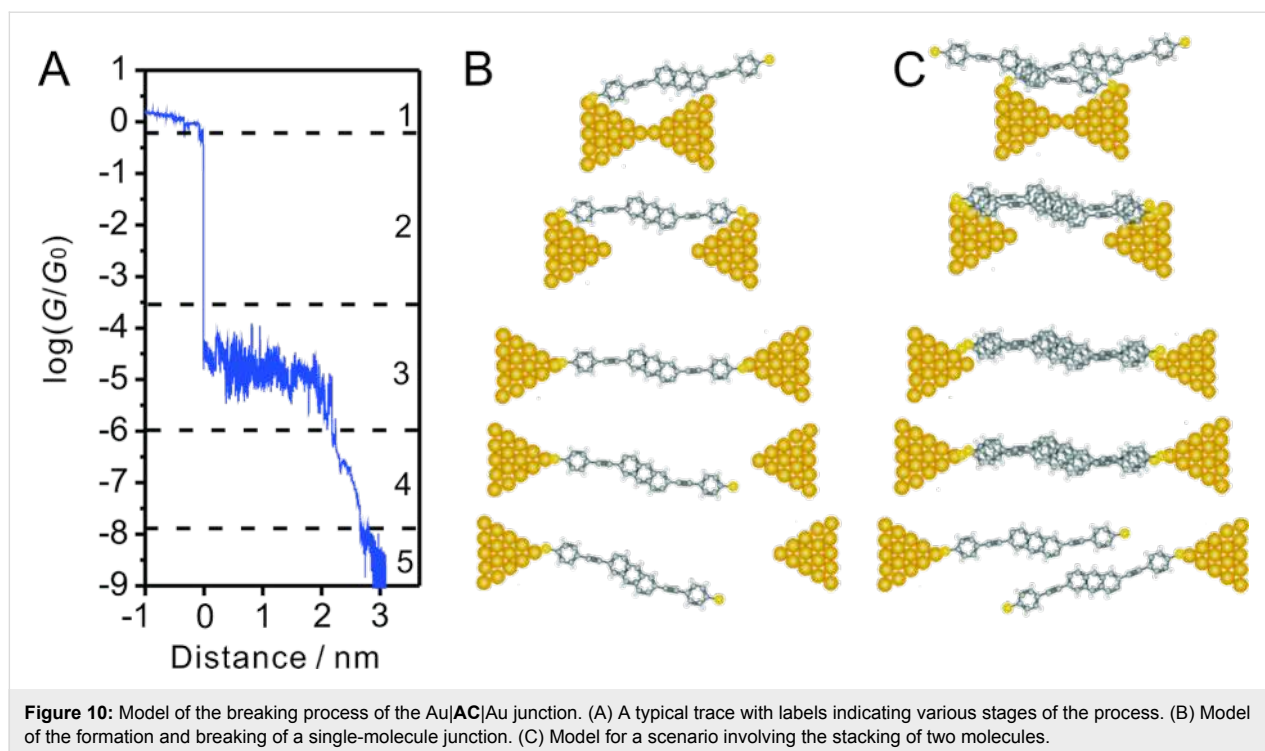 A
B
C
1
0
-1
-2
-3
-4
-5
-6
-7
-8
-9
log(G/G0)
1
2
3
4
5
-1 0 1 2 3
Distance / nm
Figure 10: Model of the breaking process of the Au|AC|Au junction. (A) A typical trace with labels indicating various stages of the process. (B) Model
of the formation and breaking of a single-molecule junction. (C) Model for a scenario involving the stacking of two molecules.